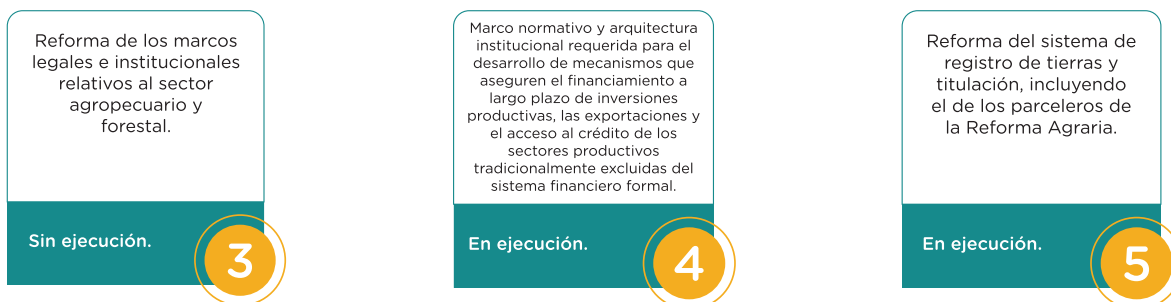 Reforma de los marcos
legales e institucionales
relativos al sector
agropecuario y
forestal.
Sin ejecución.
3
Marco normativo y arquitectura
institucional requerida para el
desarrollo de mecanismos que
aseguren el financiamiento a
largo plazo de inversiones
productivas, las exportaciones y
el acceso al crédito de los
sectores productivos
tradicionalmente excluidas del
sistema financiero formal.
En ejecución.
4
Reforma del sistema de
registro de tierras y
titulación, incluyendo
el de los parceleros de
la Reforma Agraria.
En ejecución.
5